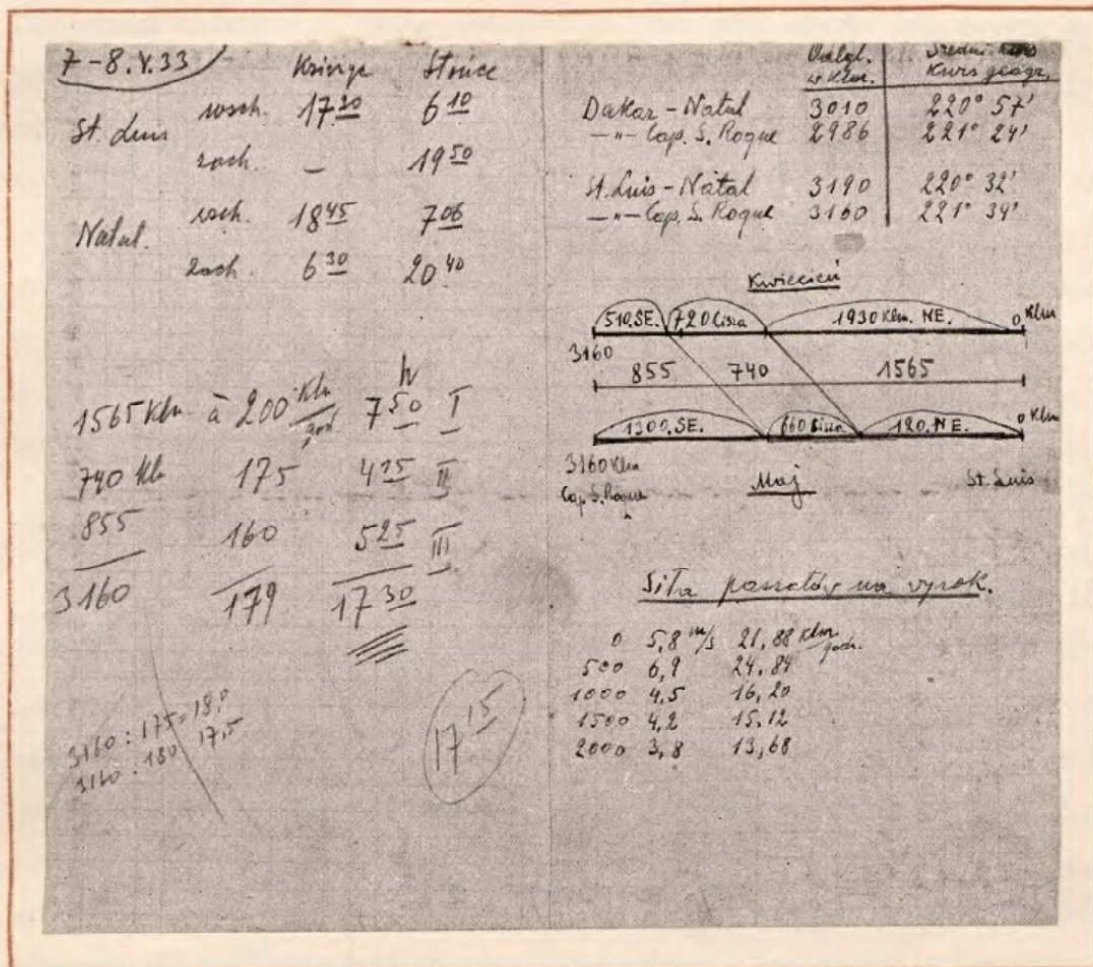 7-8.V.33
Księżyc Słońce
St. Luis wsch. 17 30 6 10
zach. – 19 50
Natal. wsch. 18 45 7 06
zach. 6 30 20 40
1565 Klm à 200 Klm/god. 7 h 50 I
740 Kl 175 4 15 II
855 160 5 25 III
3160 179 17 30
3160 : 175 = 18,0
3160 : 180 17,5
17 15
Odległ. w Klm. Średni Kurs geogr.
Dakar - Natal 3010 220° 57'
—"— Cap. S. Roque 2986 221° 24'
St. Luis - Natal 3190 220° 32'
—"— Cap. S. Roque 3160 221° 34'
Kwiecień
510.SE. 720 Cisza 1930 Klm. NE. 0 Klm
3160
855 740 1565
1300.SE. 660 Cisza 120.NE. 0 Klm
3160 Klm Maj St. Luis
Cap. S. Roque
Siła passatów na wysok.
0 5,8 m/s 21,88 Klm/godz.
500 6,9 24,84
1000 4,5 16,20
1500 4,2 15,12
2000 3,8 13,68